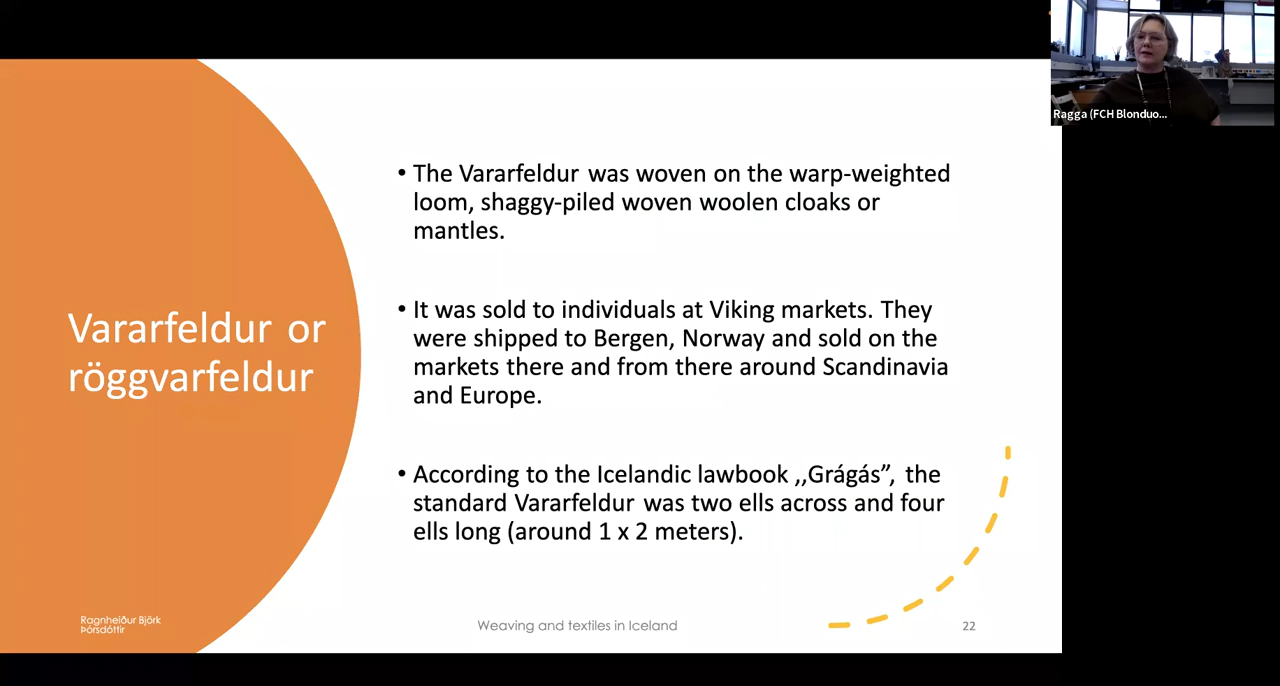 Ragga (FCH Blonduo...
Vararfeldur or
röggvarfeldur
• The Vararfeldur was woven on the warp-weighted
loom, shaggy-piled woven woolen cloaks or
mantles.
• It was sold to individuals at Viking markets. They
were shipped to Bergen, Norway and sold on the
markets there and from there around Scandinavia
and Europe.
• According to the Icelandic lawbook ,,Grágás”, the
standard Vararfeldur was two ells across and four
ells long (around 1 x 2 meters).
Ragnheiður Björk
Þórsdóttir
Weaving and textiles in Iceland
22